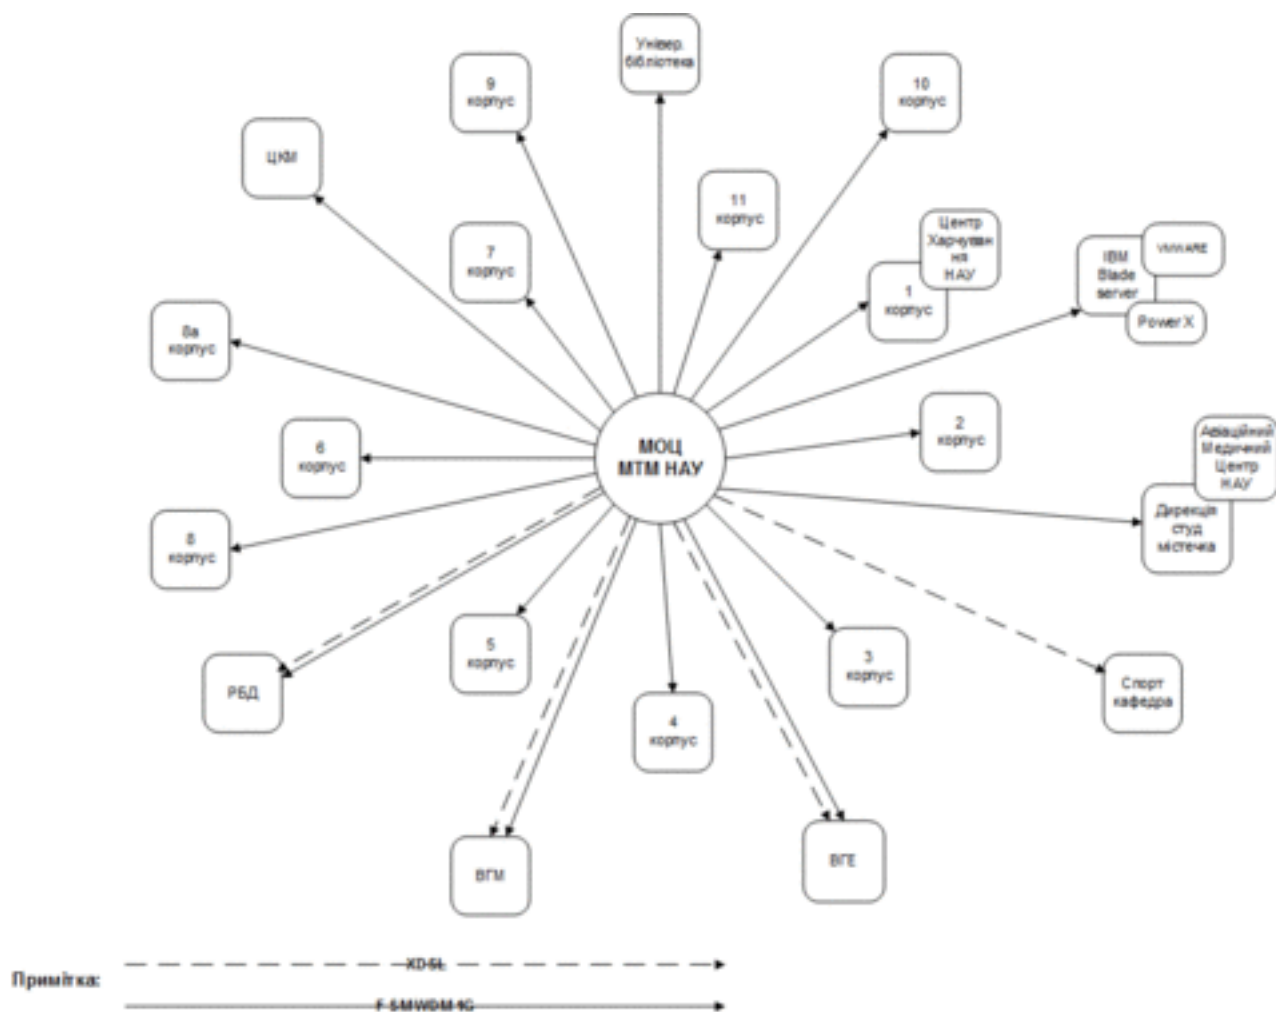 Універ.
бібліотека
9
корпус
10
корпус
ЦКМ
11
корпус
Центр
Харчуван
ня
НАУ
7
корпус
VMWARE
IBM
Blade
server
1
корпус
Power X
8а
корпус
2
корпус
МОЦ
МТМ НАУ
6
корпус
Авіаційний
Медичний
Центр
НАУ
8
корпус
Дирекція
студ
містечка
5
корпус
3
корпус
РБД
Спорт
кафедра
4
корпус
ВГМ
ВГЕ
Примітка:
XDSL
F SMWDM 1G